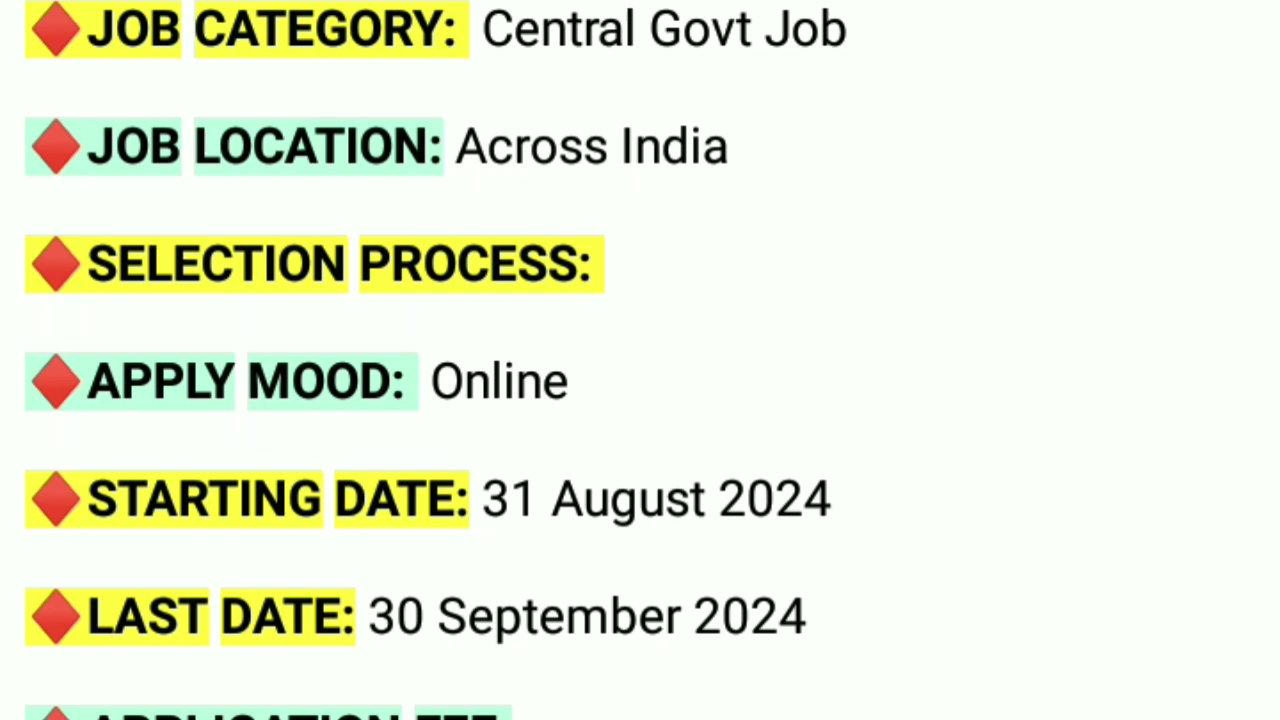 ♦️JOB CATEGORY: Central Govt Job
♦️JOB LOCATION: Across India
♦️SELECTION PROCESS:
♦️APPLY MOOD: Online
♦️STARTING DATE: 31 August 2024
♦️LAST DATE: 30 September 2024